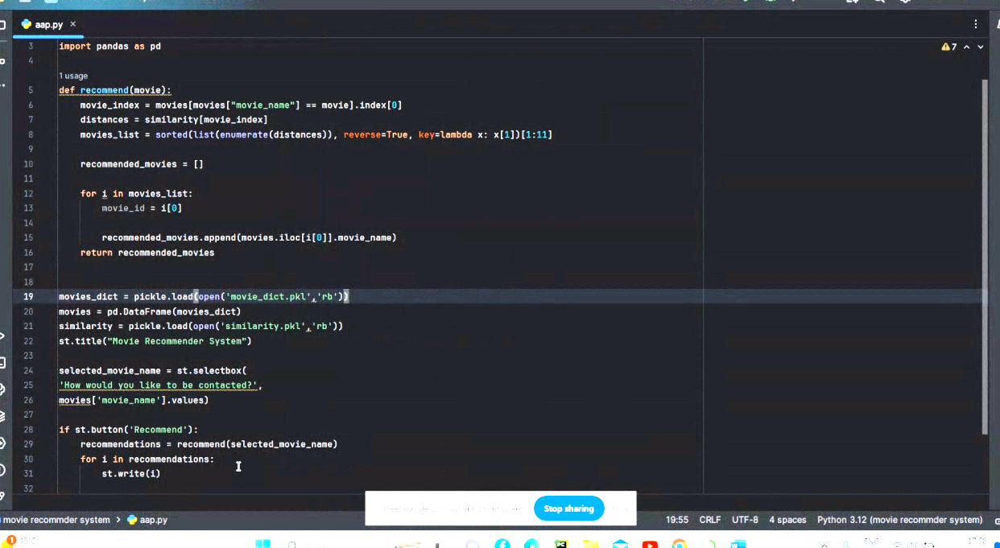 aap.py
3 import pandas as pd
4
1 usage
7
5 def recommend(movie):
6 movie_index = movies[movies["movie_name"] == movie].index[0]
7 distances = similarity[movie_index]
8 movies_list = sorted(list(enumerate(distances)), reverse=True, key=lambda x: x[1])[1:11]
9
10 recommended_movies = []
11
12 for i in movies_list:
13 movie_id = i[0]
14
15 recommended_movies.append(movies.iloc[i[0]].movie_name)
16 return recommended_movies
17
18
19 movies_dict = pickle.load(open('movie_dict.pkl','rb'))
20 movies = pd.DataFrame(movies_dict)
21 similarity = pickle.load(open('similarity.pkl','rb'))
22 st.title("Movie Recommender System")
23
24 selected_movie_name = st.selectbox(
25 'How would you like to be contacted?',
26 movies['movie_name'].values)
27
28 if st.button('Recommend'):
29 recommendations = recommend(selected_movie_name)
30 for i in recommendations:
31 st.write(i)
32
Stop sharing
movie recommder system > aap.py 19:55 CRLF UTF-8 4 spaces Python 3.12 (movie recommder system)
1 ENG